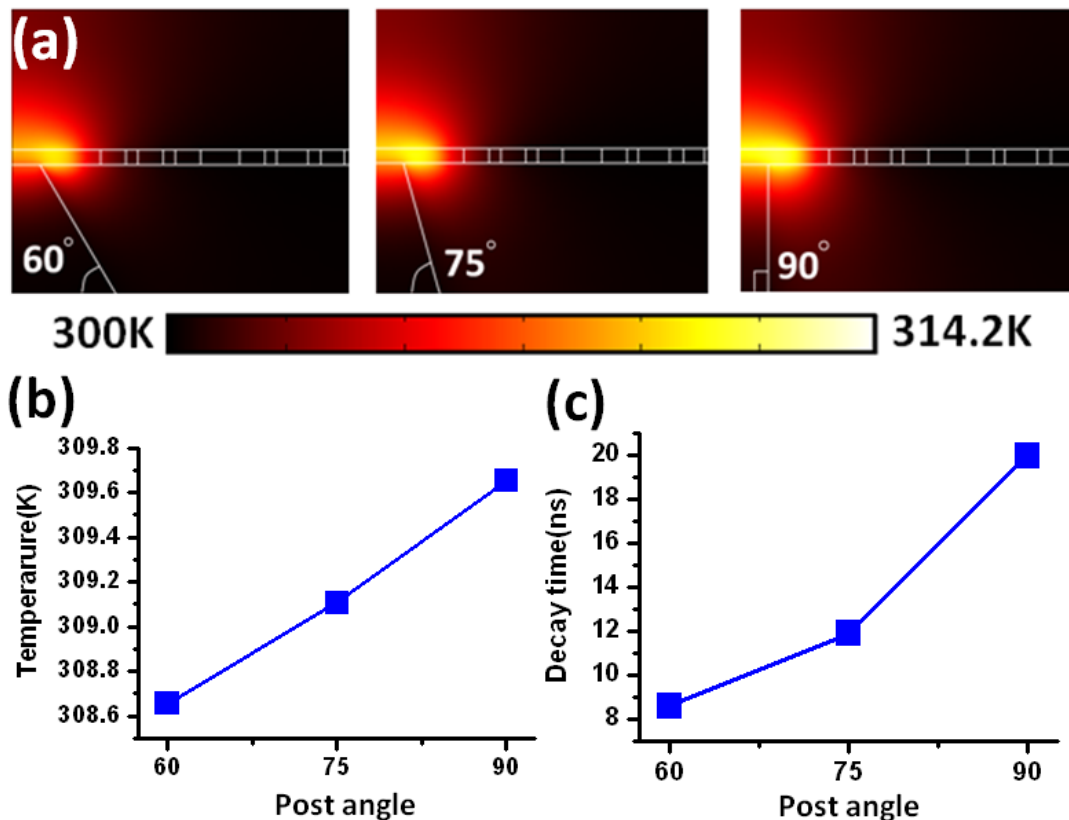 (a)
60° 75° 90°
300K 314.2K
(b) (c)
309.8
309.6
309.4
309.2
309.0
308.8
308.6
Temperarure(K)
60 75 90
Post angle
20
18
16
14
12
10
8
Decay time(ns)
60 75 90
Post angle